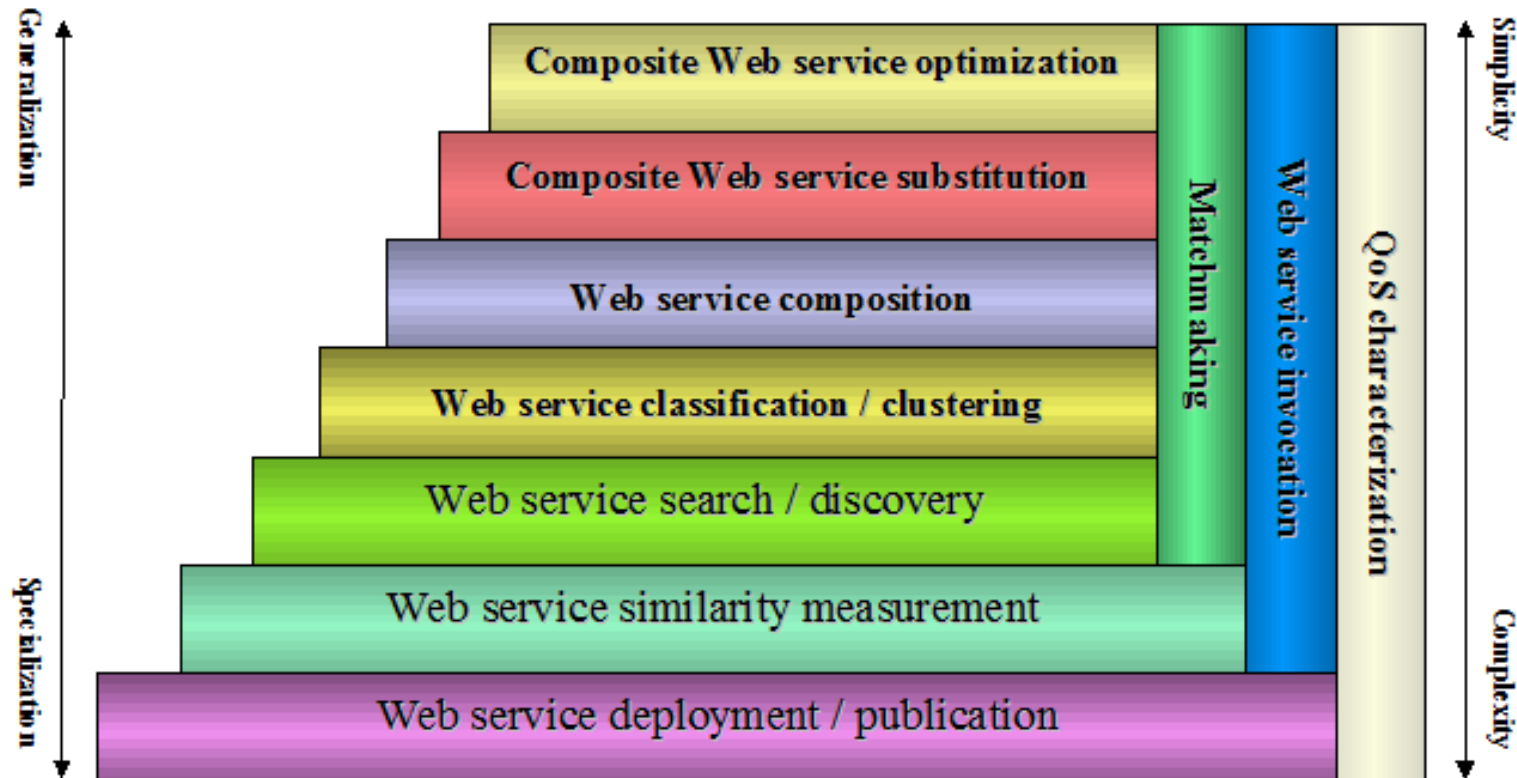 Generalization
Specialization
Composite Web service optimization
Composite Web service substitution
Web service composition
Web service classification / clustering
Web service search / discovery
Web service similarity measurement
Web service deployment / publication
Matchmaking
Web service invocation
QoS characterization
Simplicity
Complexity